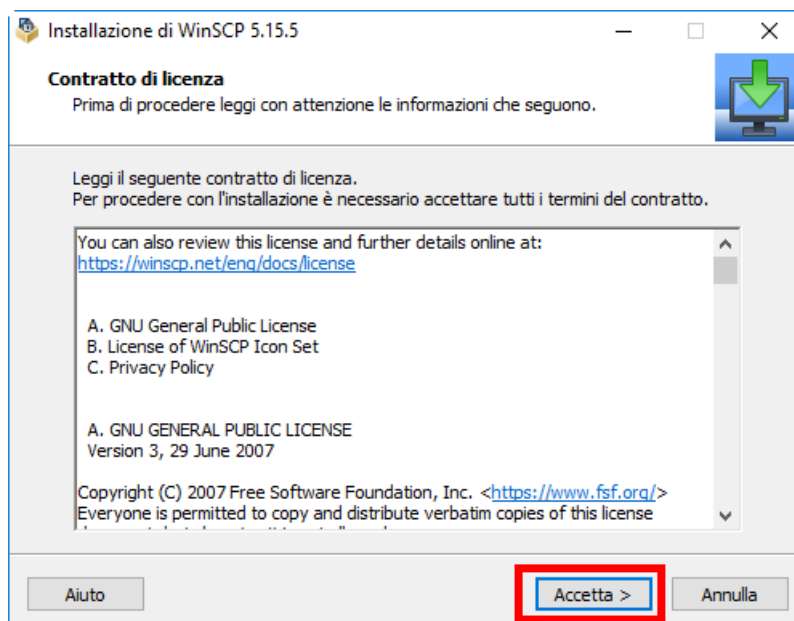 Installazione di WinSCP 5.15.5
Contratto di licenza
Prima di procedere leggi con attenzione le informazioni che seguono.
Leggi il seguente contratto di licenza.
Per procedere con l'installazione è necessario accettare tutti i termini del contratto.
You can also review this license and further details online at:
https://winscp.net/eng/docs/license
A. GNU General Public License
B. License of WinSCP Icon Set
C. Privacy Policy
A. GNU GENERAL PUBLIC LICENSE
Version 3, 29 June 2007
Copyright (C) 2007 Free Software Foundation, Inc. <https://www.fsf.org/>
Everyone is permitted to copy and distribute verbatim copies of this license
Aiuto
Accetta >
Annulla